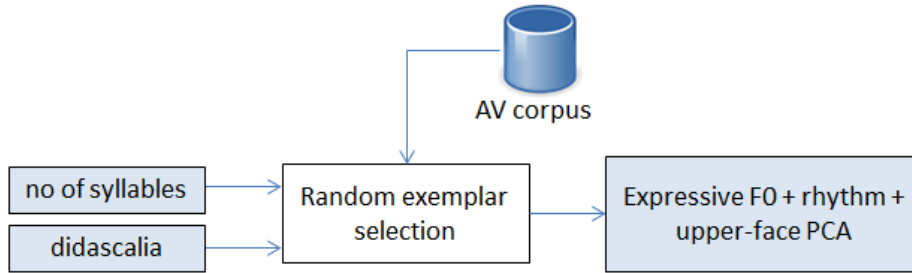 AV corpus
no of syllables
didascalia
Random exemplar
selection
Expressive F0 + rhythm +
upper-face PCA